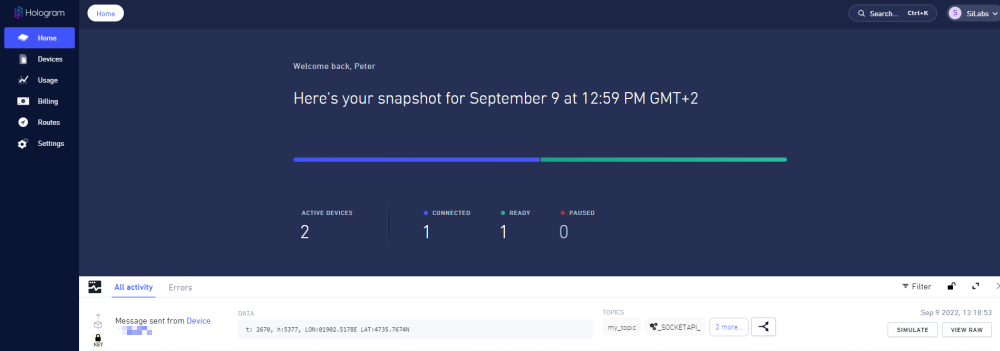 Hologram
Home
Search... Ctrl+K
S SiLabs
Home
Devices
Usage
Billing
Routes
Settings
Welcome back, Peter
Here's your snapshot for September 9 at 12:59 PM GMT+2
ACTIVE DEVICES
2
CONNECTED
1
READY
1
PAUSED
0
All activity
Errors
Filter
KEY
Message sent from Device
DATA
t: 2670, h:5377, LON:01902.5178E LAT:4735.7674N
TOPICS
my_topic
_SOCKETAPI_
2 more...
Sep 9 2022, 13:18:53
SIMULATE
VIEW RAW